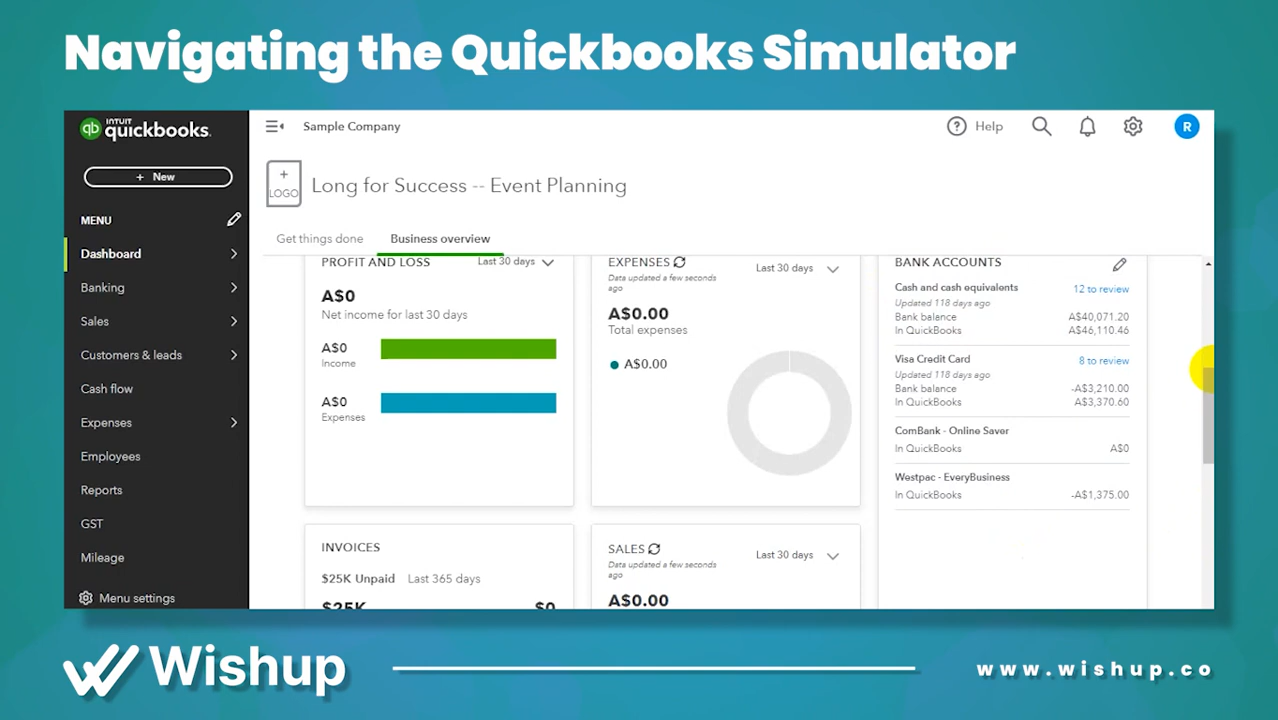 Navigating the Quickbooks Simulator
INTUIT
qb quickbooks.
Sample Company
Help
R
+ New
+
LOGO
Long for Success -- Event Planning
MENU
Get things done
Business overview
Dashboard
Banking
Sales
Customers & leads
Cash flow
Expenses
Employees
Reports
GST
Mileage
Menu settings
PROFIT AND LOSS
Last 30 days
A$0
Net income for last 30 days
A$0
Income
A$0
Expenses
EXPENSES
Last 30 days
Data updated a few seconds
ago
A$0.00
Total expenses
A$0.00
BANK ACCOUNTS
Cash and cash equivalents
12 to review
Updated 118 days ago
Bank balance A$40,071.20
In QuickBooks A$46,110.46
Visa Credit Card
8 to review
Updated 118 days ago
Bank balance -A$3,210.00
In QuickBooks A$3,370.60
ComBank - Online Saver
In QuickBooks A$0
Westpac - EveryBusiness
In QuickBooks -A$1,375.00
INVOICES
$25K Unpaid Last 365 days
$25K $0
SALES
Last 30 days
Data updated a few seconds
ago
A$0.00
Wishup
www.wishup.co